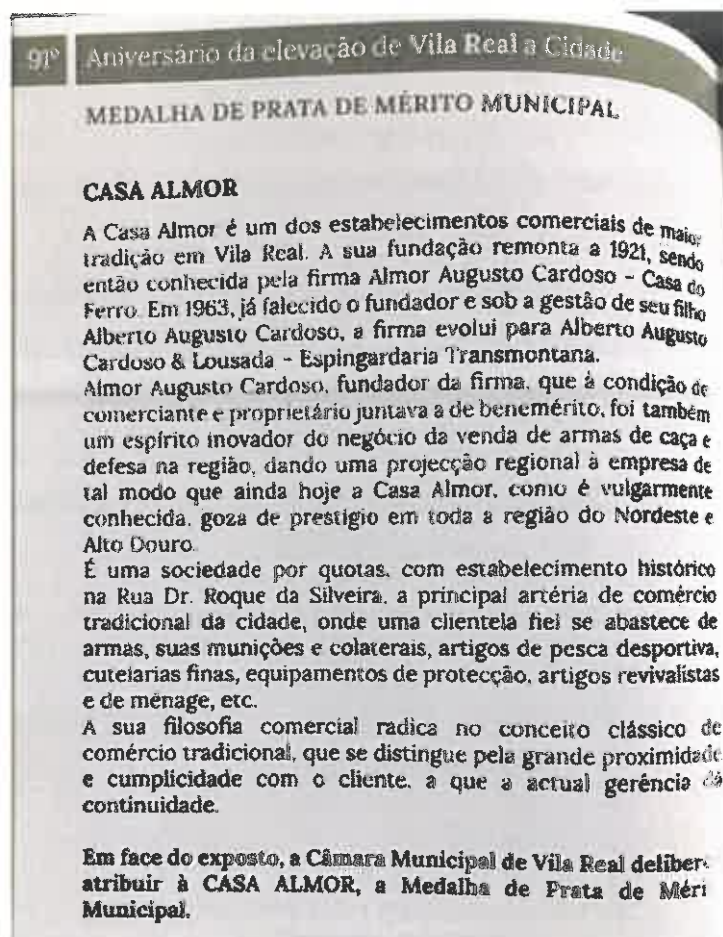 91º Aniversário da elevação de Vila Real a Cidade
MEDALHA DE PRATA DE MÉRITO MUNICIPAL
CASA ALMOR
A Casa Almor é um dos estabelecimentos comerciais de maior
tradição em Vila Real. A sua fundação remonta a 1921, sendo
então conhecida pela firma Almor Augusto Cardoso - Casa do
Ferro. Em 1963, já falecido o fundador e sob a gestão de seu filho
Alberto Augusto Cardoso, a firma evolui para Alberto Augusto
Cardoso & Lousada - Espingardaria Transmontana.
Almor Augusto Cardoso, fundador da firma, que à condição de
comerciante e proprietário juntava a de benemérito, foi também
um espírito inovador do negócio da venda de armas de caça e
defesa na região, dando uma projecção regional à empresa de
tal modo que ainda hoje a Casa Almor, como é vulgarmente
conhecida, goza de prestígio em toda a região do Nordeste e
Alto Douro.
É uma sociedade por quotas, com estabelecimento histórico
na Rua Dr. Roque da Silveira, a principal artéria de comércio
tradicional da cidade, onde uma clientela fiel se abastece de
armas, suas munições e colaterais, artigos de pesca desportiva,
cutelarias finas, equipamentos de protecção, artigos revivalistas
e de ménage, etc.
A sua filosofia comercial radica no conceito clássico de
comércio tradicional, que se distingue pela grande proximidade
e cumplicidade com o cliente, a que a actual gerência dá
continuidade.
Em face do exposto, a Câmara Municipal de Vila Real deliber
atribuir à CASA ALMOR, a Medalha de Prata de Méri
Municipal.